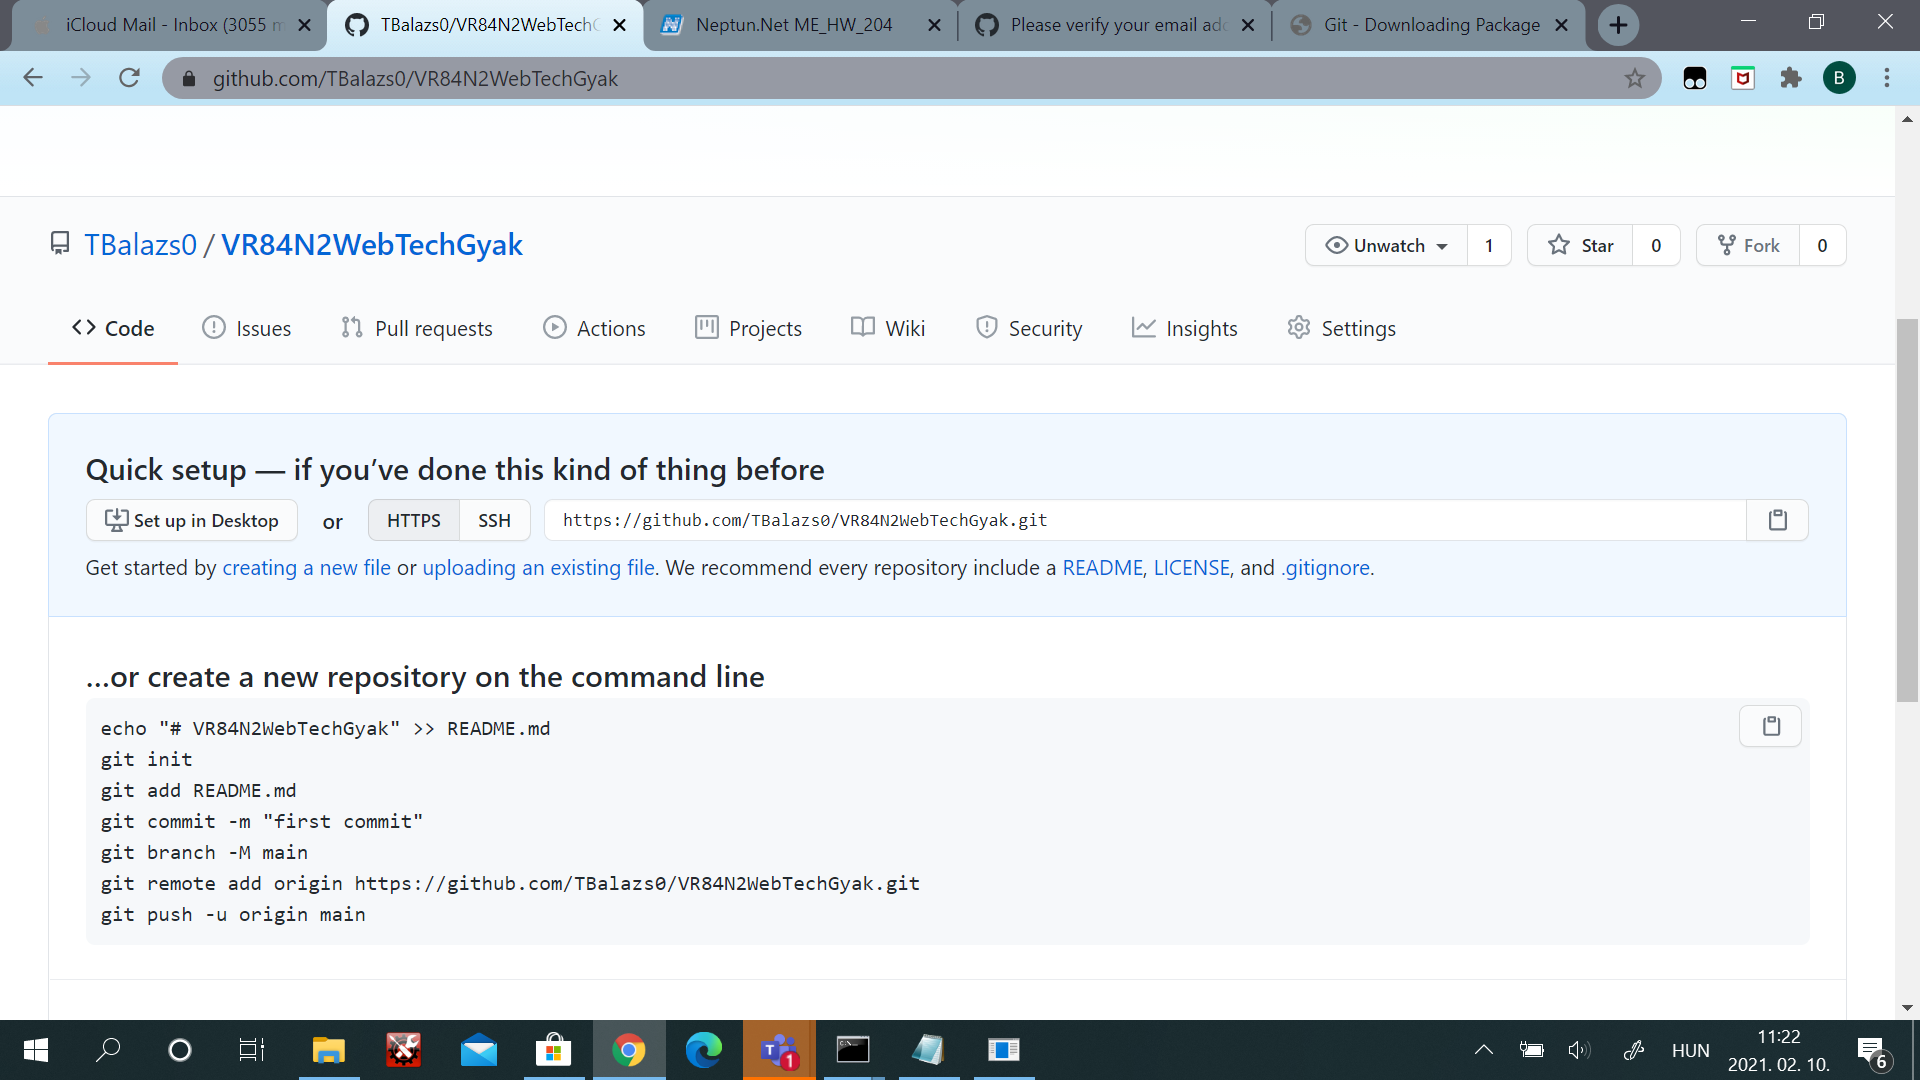 iCloud Mail - Inbox (3055 m
TBalazs0/VR84N2WebTechG
Neptun.Net ME_HW_204
Please verify your email add
Git - Downloading Package
github.com/TBalazs0/VR84N2WebTechGyak
B
TBalazs0 / VR84N2WebTechGyak
Unwatch 1
Star 0
Fork 0
Code
Issues
Pull requests
Actions
Projects
Wiki
Security
Insights
Settings
Quick setup — if you’ve done this kind of thing before
Set up in Desktop or HTTPS SSH https://github.com/TBalazs0/VR84N2WebTechGyak.git
Get started by creating a new file or uploading an existing file. We recommend every repository include a README, LICENSE, and .gitignore.
…or create a new repository on the command line
echo "# VR84N2WebTechGyak" >> README.md
git init
git add README.md
git commit -m "first commit"
git branch -M main
git remote add origin https://github.com/TBalazs0/VR84N2WebTechGyak.git
git push -u origin main
T 1
HUN
11:22
2021. 02. 10.
6